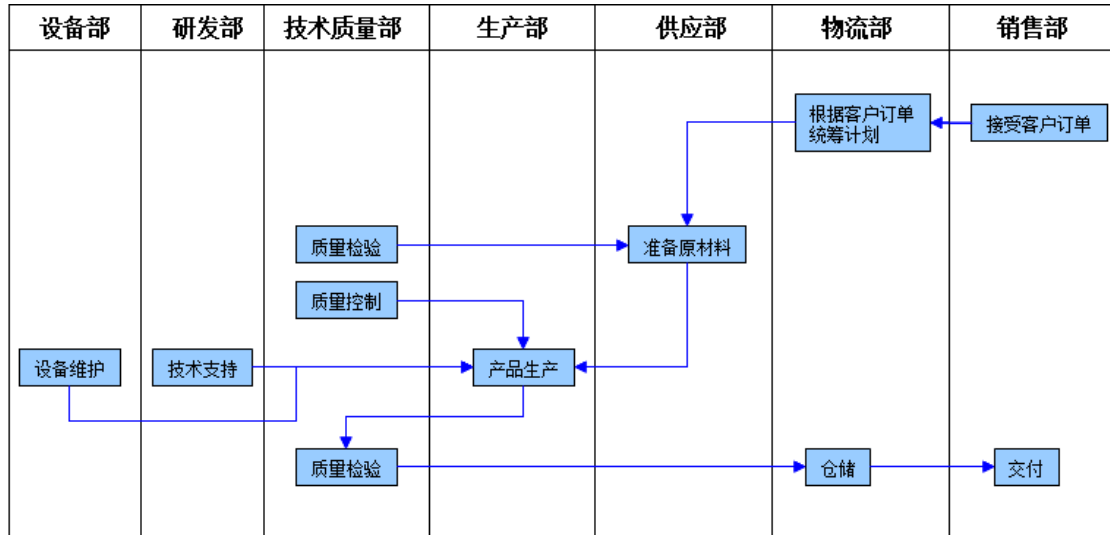 设备部
研发部
技术质量部
生产部
供应部
物流部
销售部
根据客户订单
统筹计划
接受客户订单
质量检验
准备原材料
质量控制
设备维护
技术支持
产品生产
质量检验
仓储
交付